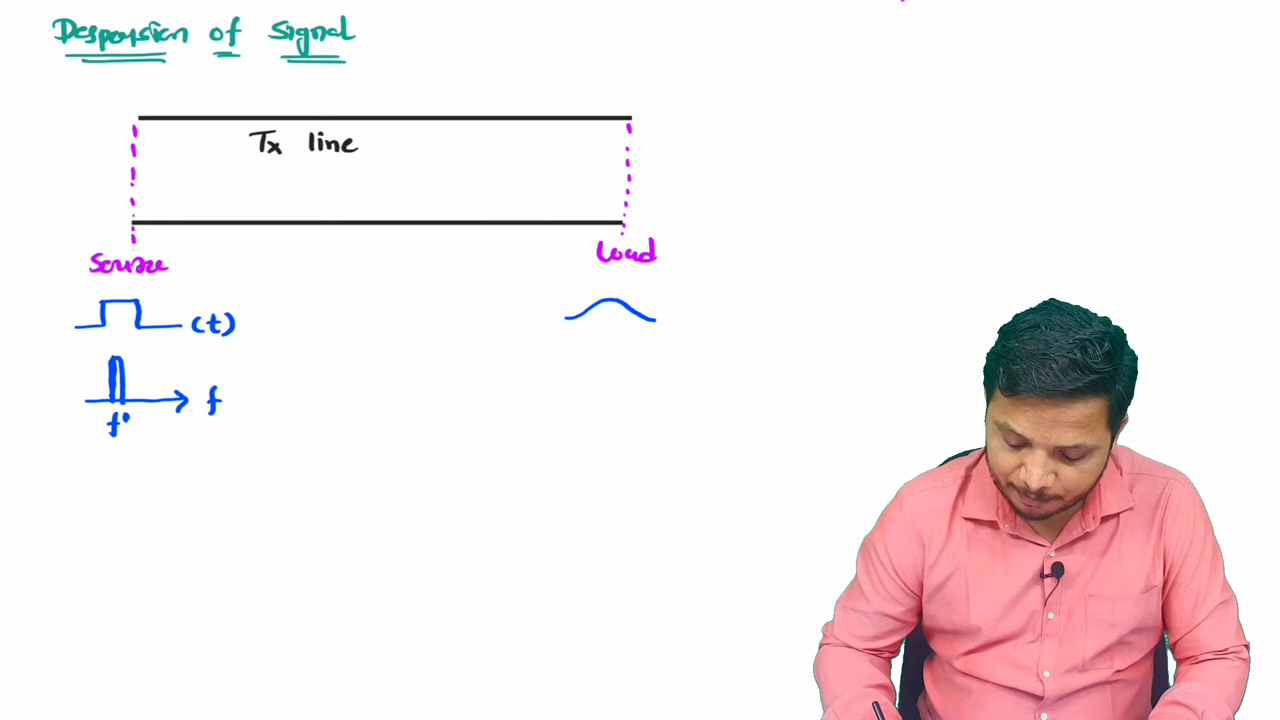 Despersion of Signal
Tx line
Source
Load
(t)
f
f'